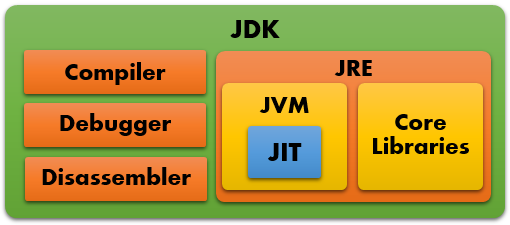 JDK
Compiler
Debugger
Disassembler
JRE
JVM
JIT
Core
Libraries